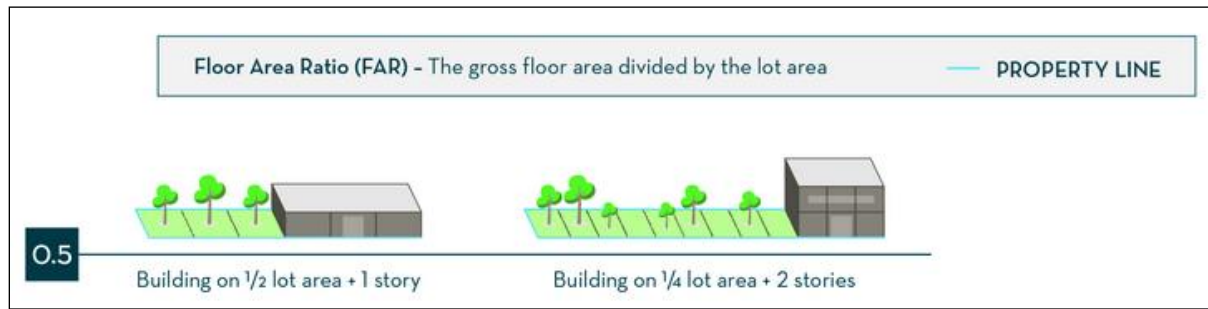 Floor Area Ratio (FAR) – The gross floor area divided by the lot area
PROPERTY LINE
0.5
Building on ½ lot area + 1 story
Building on ¼ lot area + 2 stories